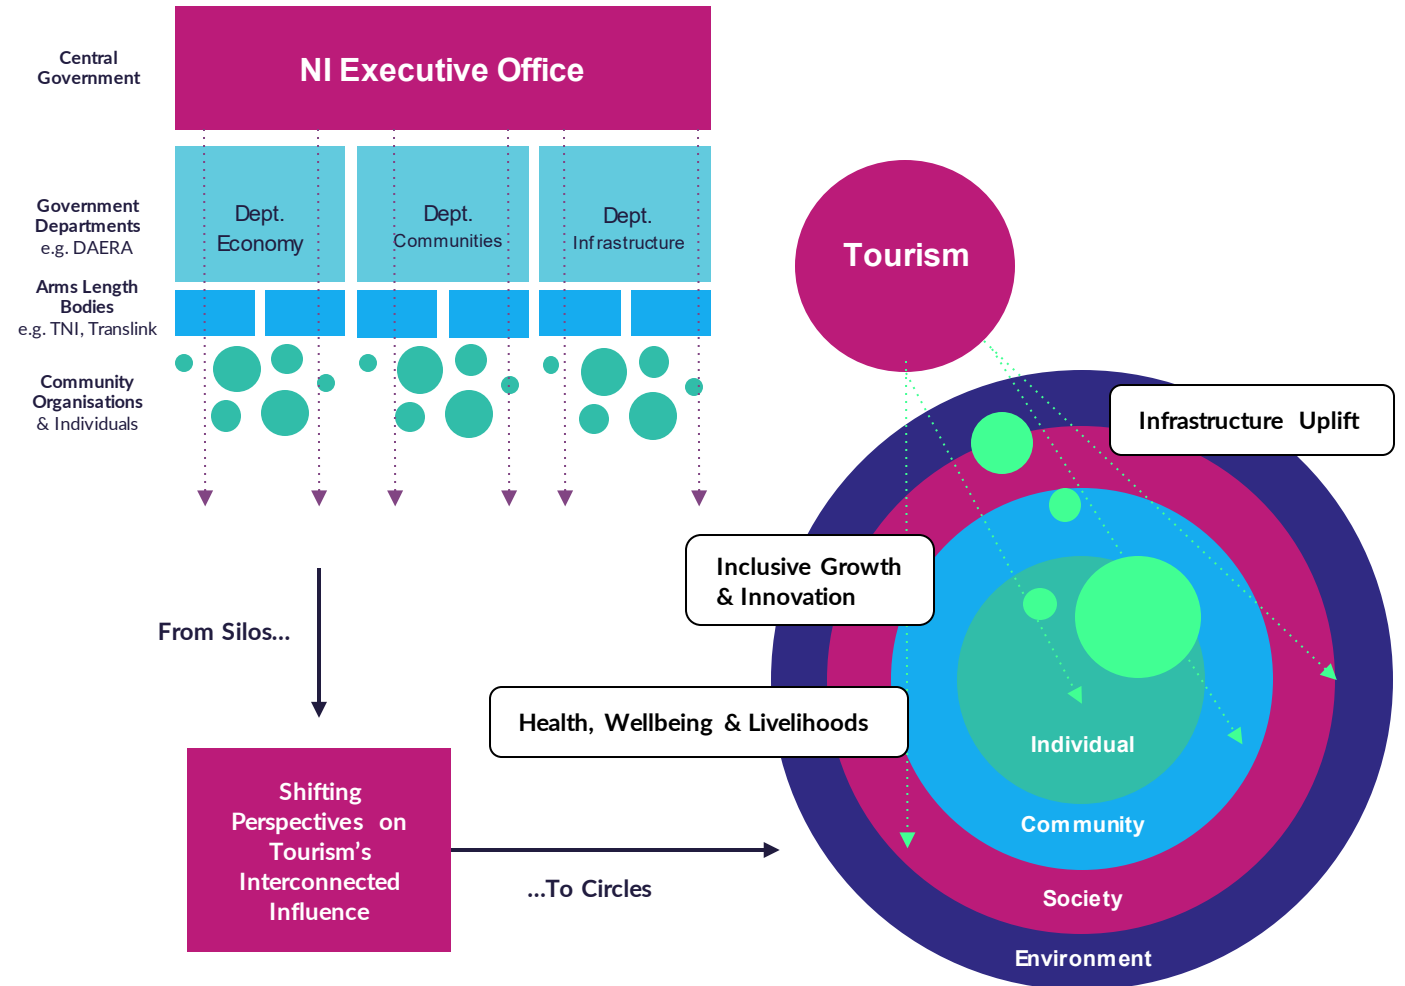 Central
Government
NI Executive Office
Government
Departments
e.g. DAERA
Dept.
Economy
Dept.
Communities
Dept.
Infrastructure
Arms Length
Bodies
e.g. TNI, Translink
Community
Organisations
& Individuals
From Silos...
Shifting
Perspectives on
Tourism's
Interconnected
Influence
...To Circles
Tourism
Infrastructure Uplift
Inclusive Growth
& Innovation
Health, Wellbeing & Livelihoods
Individual
Community
Society
Environment